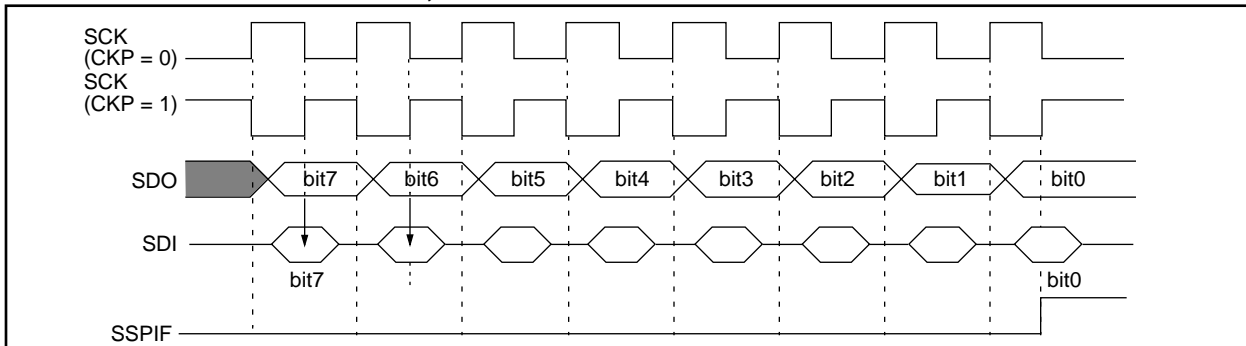 SCK
(CKP = 0)
SCK
(CKP = 1)
SDO
bit7 bit6 bit5 bit4 bit3 bit2 bit1 bit0
SDI
bit7 bit0
SSPIF